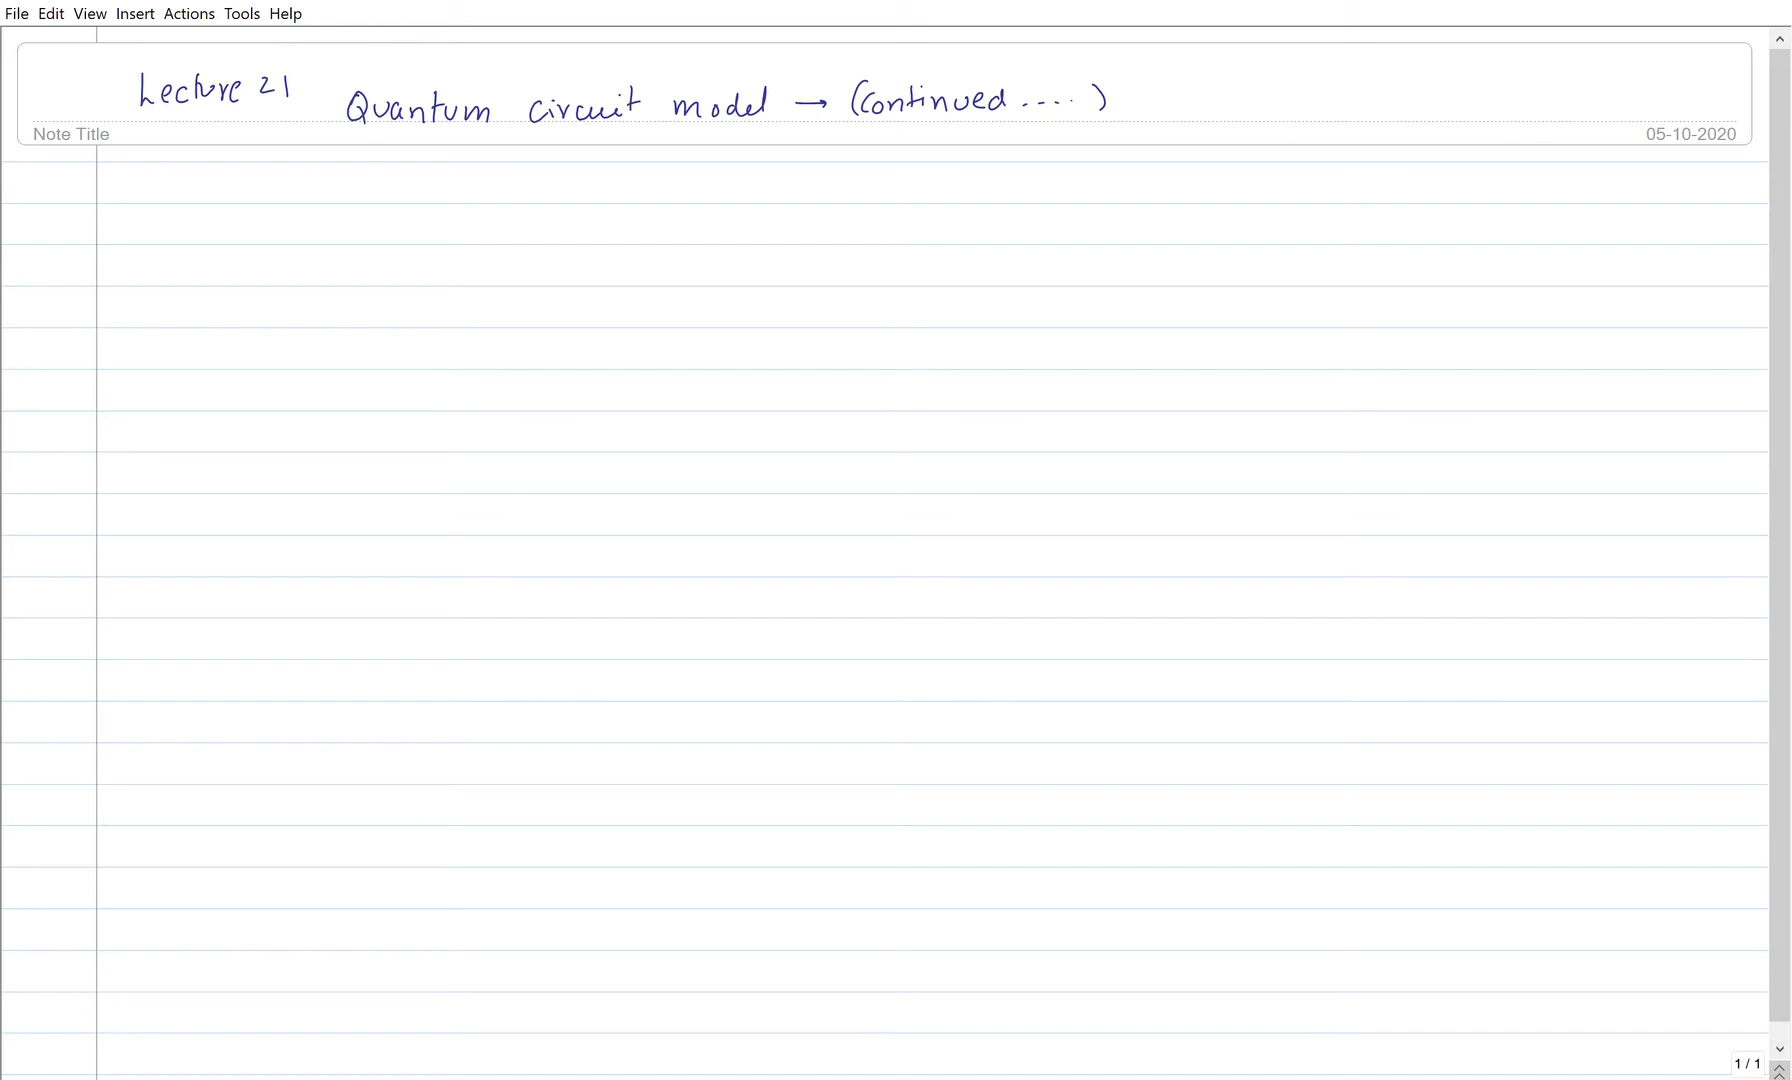 File Edit View Insert Actions Tools Help
Lecture 21 Quantum circuit model → (Continued .... )
Note Title 05-10-2020
1 / 1